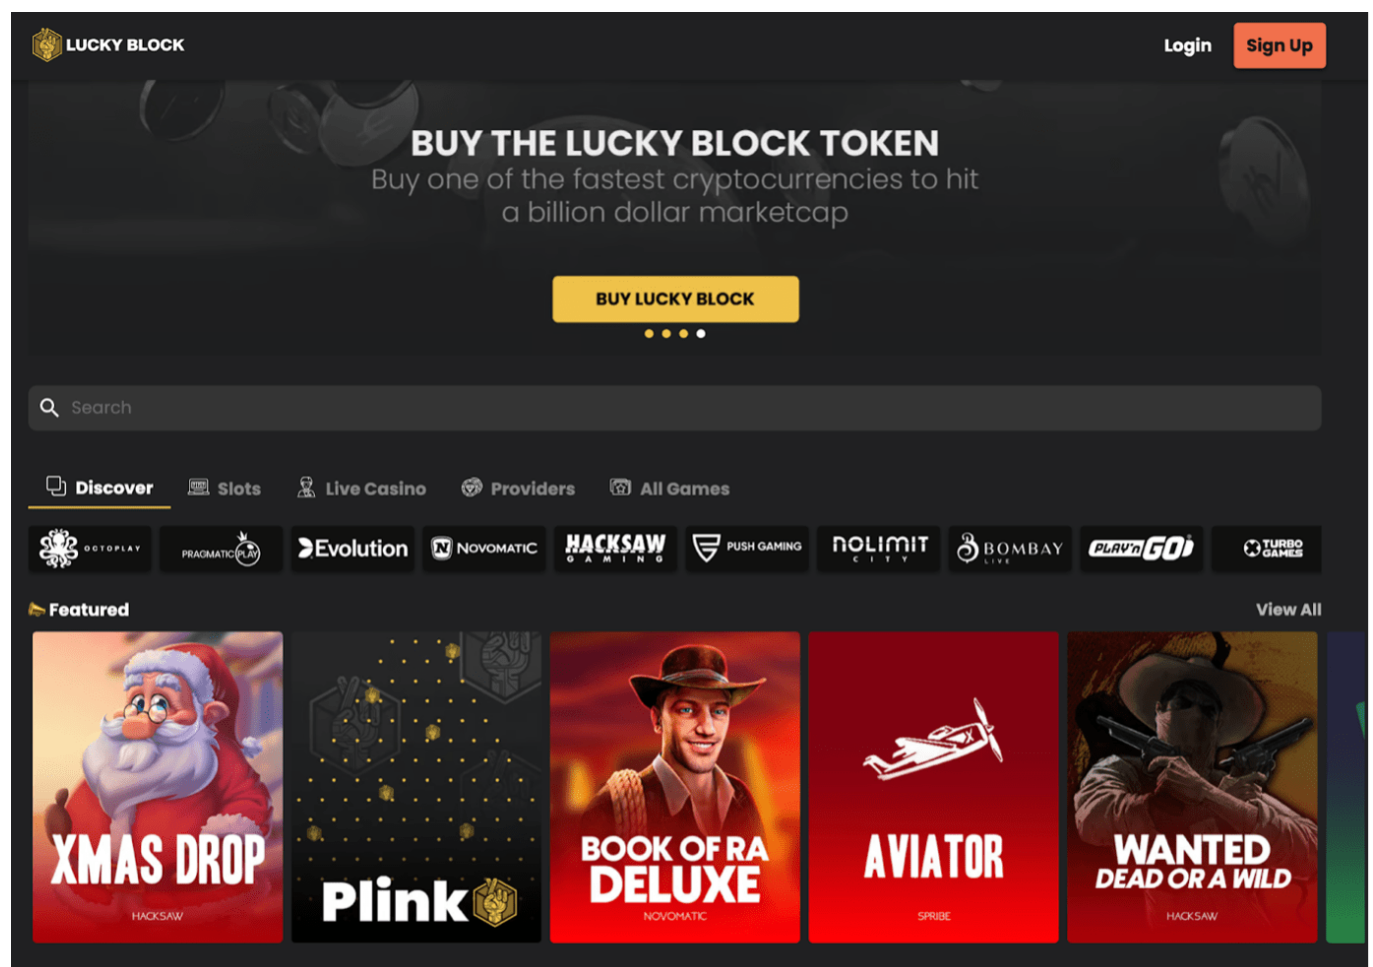 LUCKY BLOCK
Login
Sign Up
BUY THE LUCKY BLOCK TOKEN
Buy one of the fastest cryptocurrencies to hit
a billion dollar marketcap
BUY LUCKY BLOCK
Search
Discover
Slots
Live Casino
Providers
All Games
OCTOPLAY
PRAGMATIC PLAY
Evolution
N NOVOMATIC
HACKSAW
GAMING
PUSH GAMING
NOLIMIT
CITY
BOMBAY
LIVE
PLAY'n GO
TURBO
GAMES
Featured
View All
XMAS DROP
HACKSAW
Plink
BOOK OF RA
DELUXE
NOVOMATIC
X
AVIATOR
SPRIBE
WANTED
DEAD OR A WILD
HACKSAW